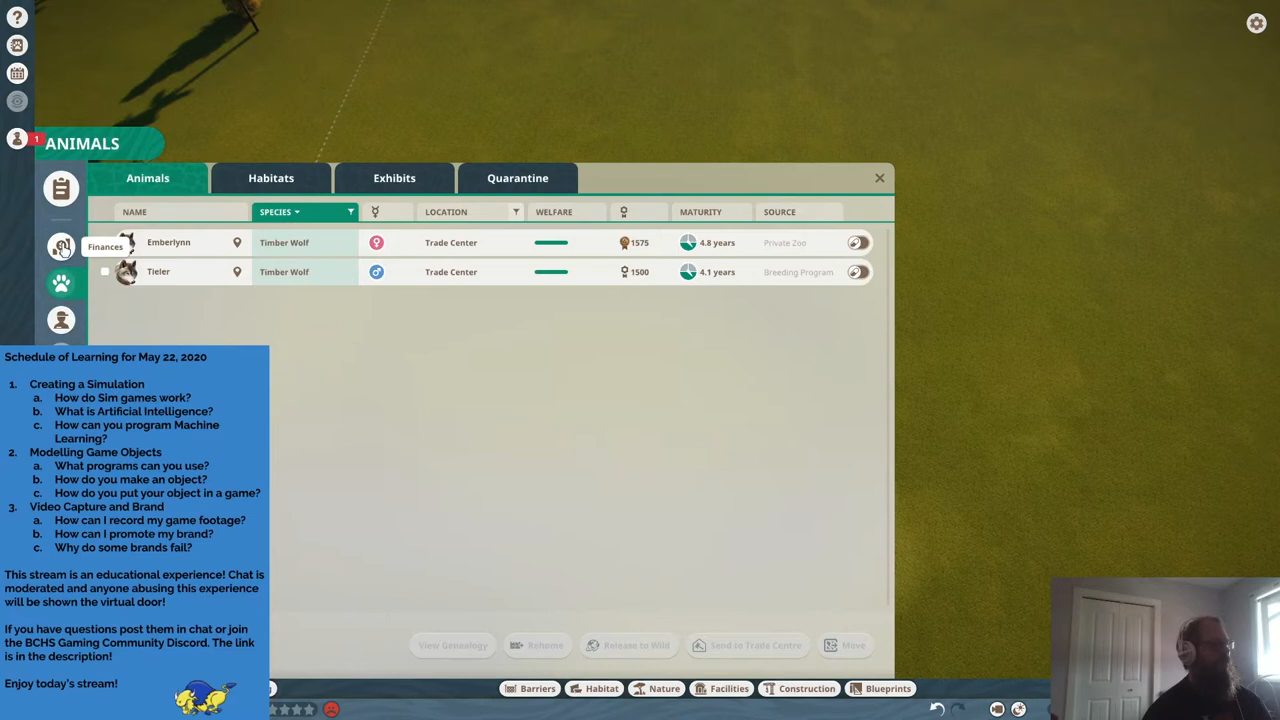 ?
1
ANIMALS
Animals
Habitats
Exhibits
Quarantine
NAME
SPECIES
LOCATION
WELFARE
MATURITY
SOURCE
Emberlynn
Timber Wolf
Trade Center
1575
4.8 years
Private Zoo
Finances
Tieler
Timber Wolf
Trade Center
1500
4.1 years
Breeding Program
Schedule of Learning for May 22, 2020
1. Creating a Simulation
a. How do Sim games work?
b. What is Artificial Intelligence?
c. How can you program Machine
Learning?
2. Modelling Game Objects
a. What programs can you use?
b. How do you make an object?
c. How do you put your object in a game?
3. Video Capture and Brand
a. How can I record my game footage?
b. How can I promote my brand?
c. Why do some brands fail?
This stream is an educational experience! Chat is
moderated and anyone abusing this experience
will be shown the virtual door!
If you have questions post them in chat or join
the BCHS Gaming Community Discord. The link
is in the description!
Enjoy today's stream!
View Genealogy
Rehome
Release to Wild
Send to Trade Centre
Move
Barriers
Habitat
Nature
Facilities
Construction
Blueprints